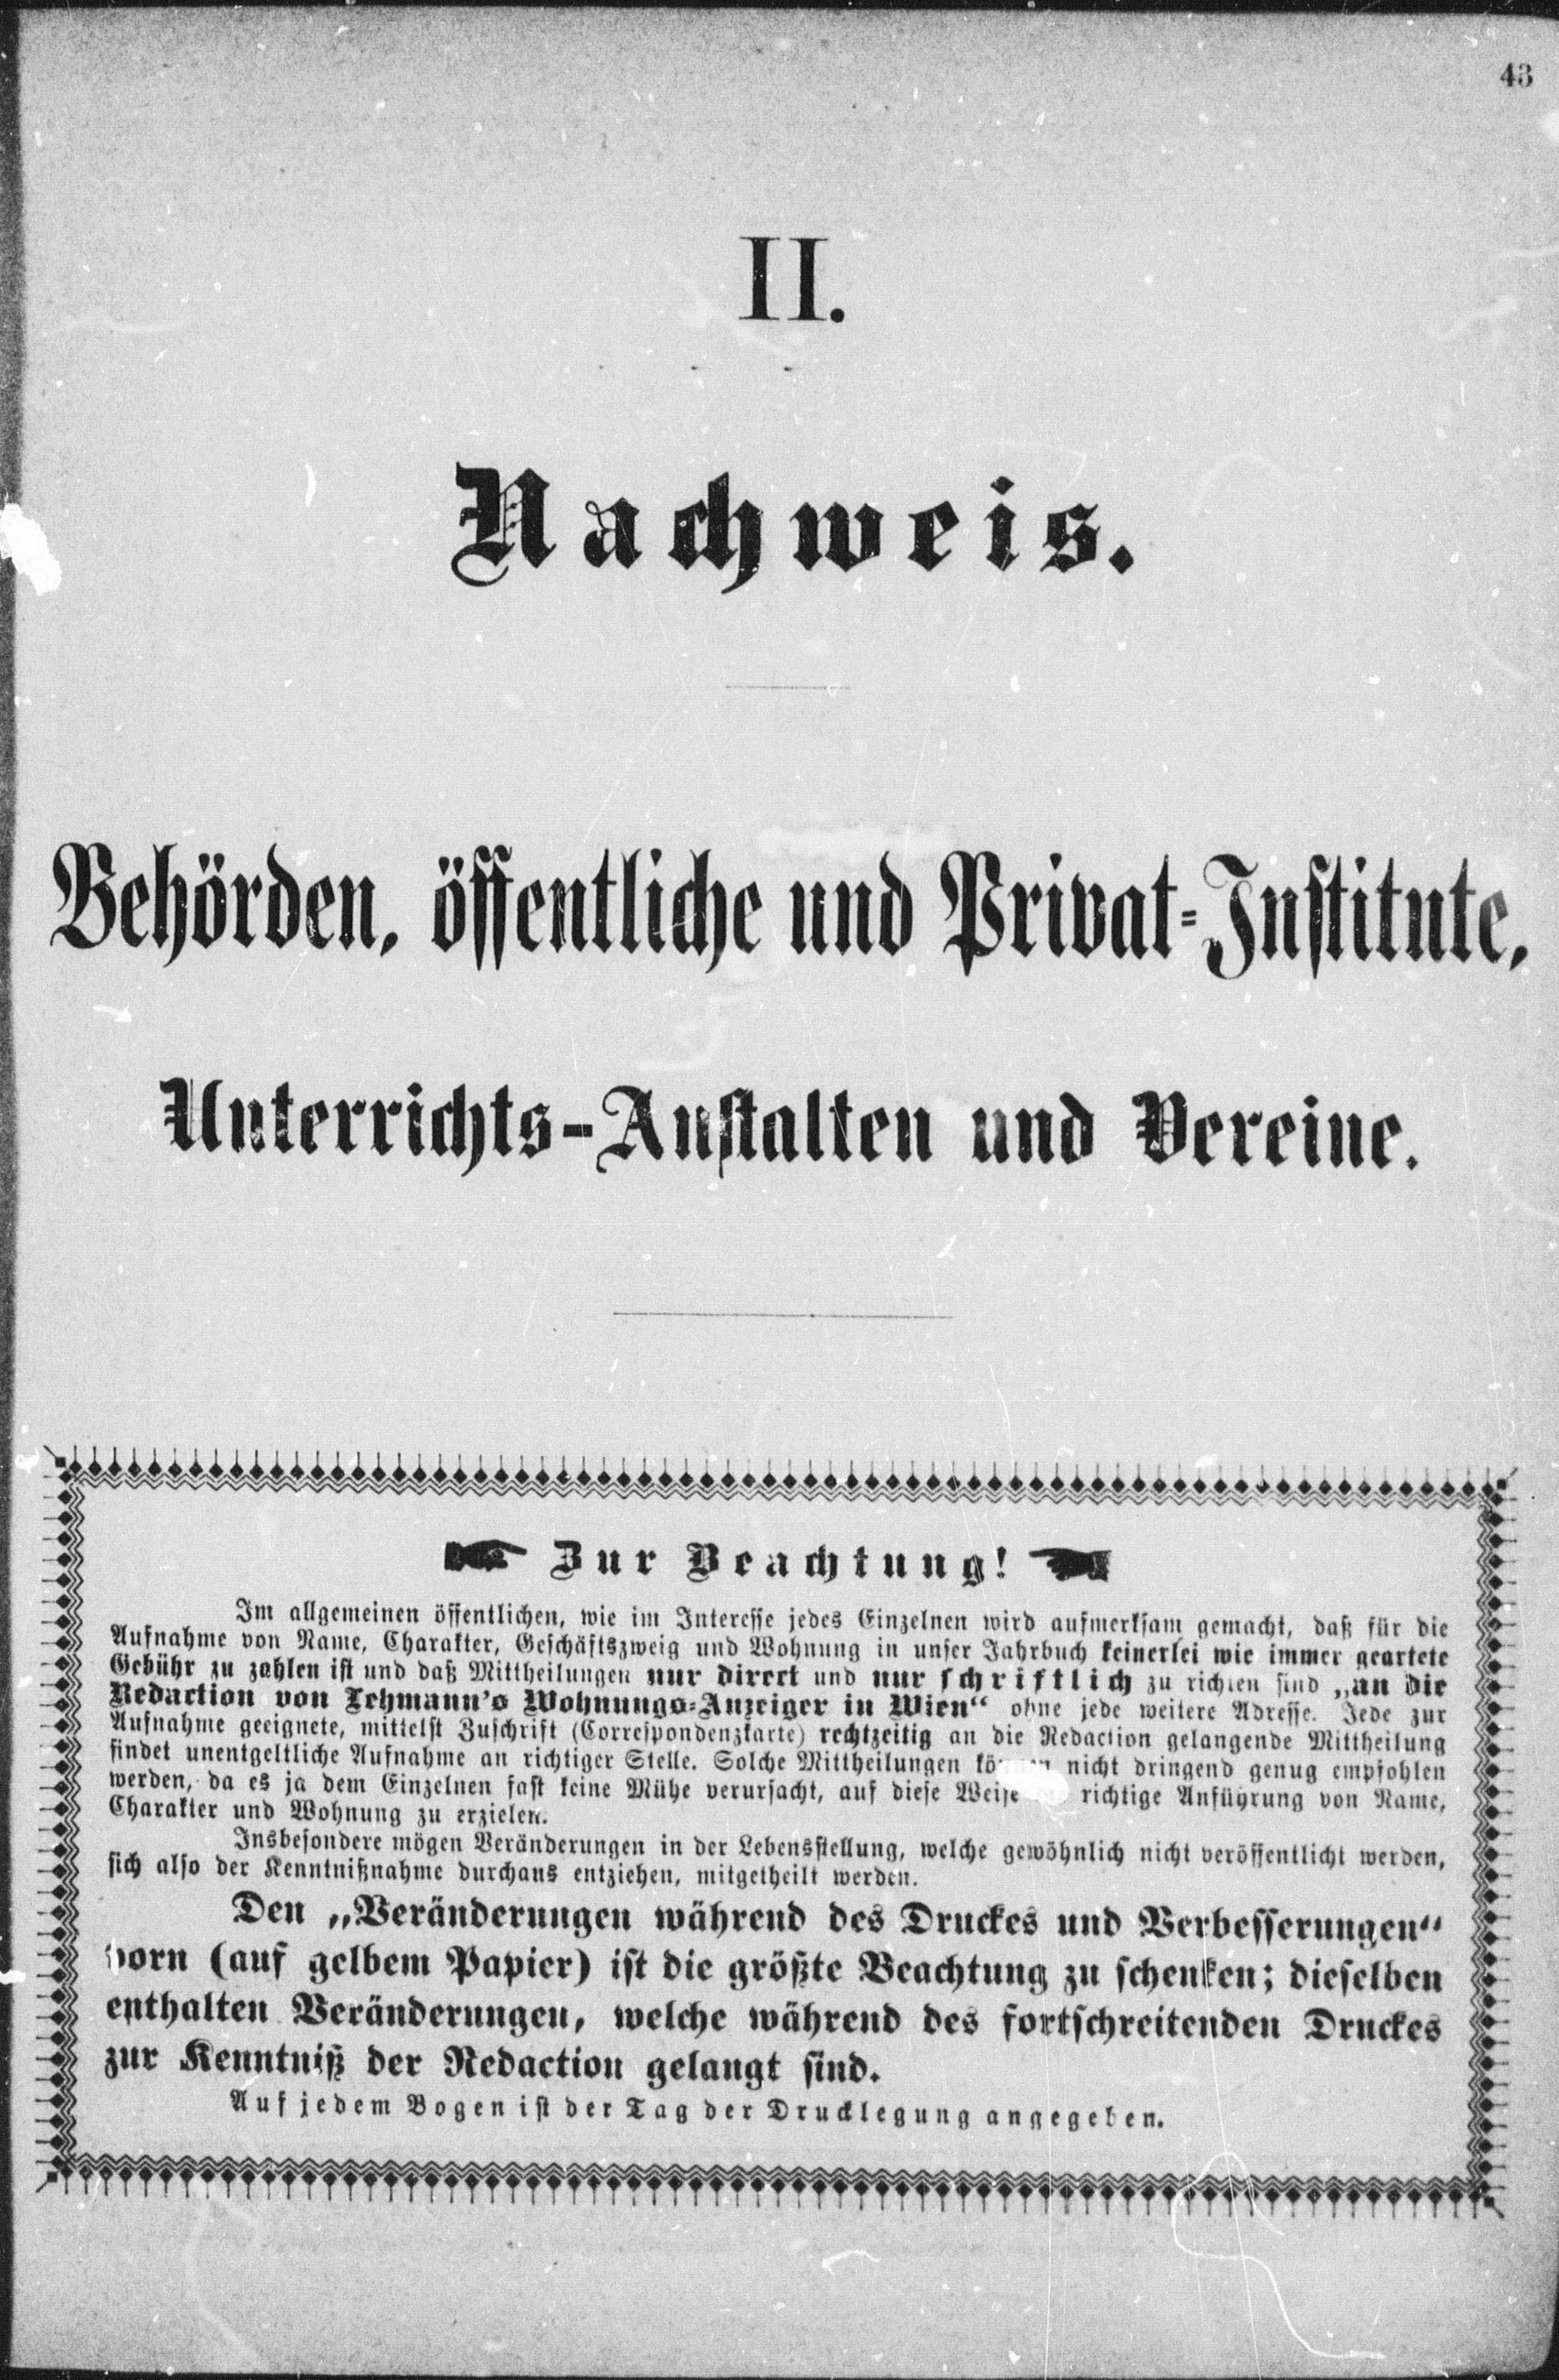 43
II.
Nachweis.
Behörden, öffentliche und Privat-Institute,
Unterrichts-Anstalten und Vereine.
Zur Beachtung!
Im allgemeinen öffentlichen, wie im Interesse jedes Einzelnen wird aufmerksam gemacht, daß für die
Aufnahme von Name, Charakter, Geschäftszweig und Wohnung in unser Jahrbuch keinerlei wie immer geartete
Gebühr zu zahlen ist und daß Mittheilungen nur direct und nur schriftlich zu richten sind „an die
Redaction von Lehmann's Wohnungs-Anzeiger in Wien“ ohne jede weitere Adresse. Jede zur
Aufnahme geeignete, mittelst Zuschrift (Correspondenzkarte) rechtzeitig an die Redaction gelangende Mittheilung
findet unentgeltliche Aufnahme an richtiger Stelle. Solche Mittheilungen nicht dringend genug empfohlen
werden, da es ja dem Einzelnen fast keine Mühe verursacht, auf diese Weise richtige Anführung von Name,
Charakter und Wohnung zu erzielen.
Insbesondere mögen Veränderungen in der Lebensstellung, welche gewöhnlich nicht veröffentlicht werden,
sich also der Kenntnißnahme durchaus entziehen, mitgetheilt werden.
Den „Veränderungen während des Druckes und Verbesserungen“
vorn (auf gelbem Papier) ist die größte Beachtung zu schenken; dieselben
enthalten Veränderungen, welche während des fortschreitenden Druckes
zur Kenntniß der Redaction gelangt sind.
Auf jedem Bogen ist der Tag der Drucklegung angegeben.